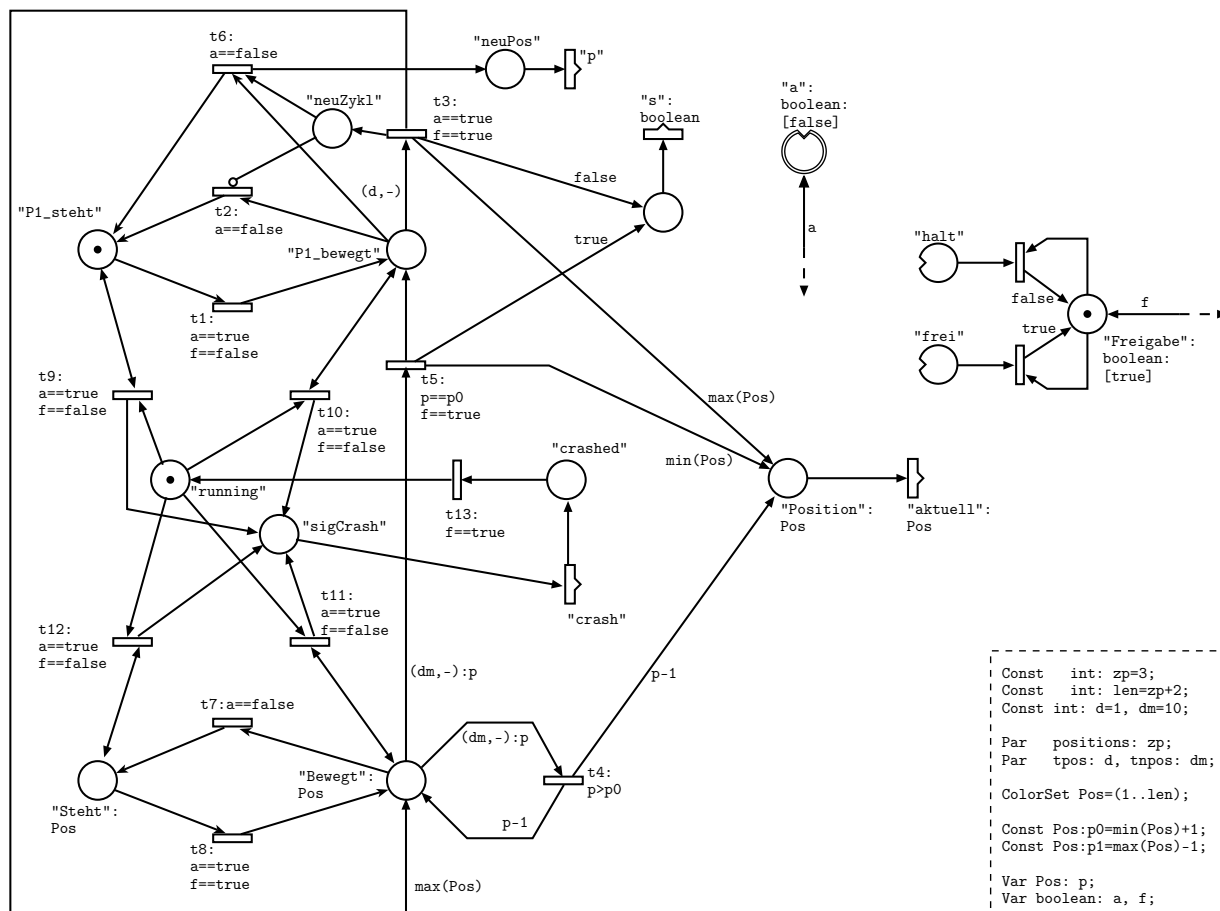 t6:
a==false
"neuPos"
"p"
"neuZykl"
t3:
a==true
f==true
"s":
boolean
"a":
boolean:
[false]
false
(d,-)
t2:
a==false
"P1_steht"
"P1_bewegt"
true
a
"halt"
false
f
true
"Freigabe":
boolean:
[true]
"frei"
t1:
a==true
f==false
t9:
a==true
f==false
t10:
a==true
f==false
t5:
p==p0
f==true
max(Pos)
min(Pos)
"crashed"
"running"
t13:
f==true
"Position":
Pos
"aktuell":
Pos
"sigCrash"
"crash"
t12:
a==true
f==false
t11:
a==true
f==false
(dm,-):p
p-1
t7:a==false
(dm,-):p
"Bewegt":
Pos
t4:
p>p0
"Steht":
Pos
p-1
t8:
a==true
f==true
max(Pos)
Const   int: zp=3;
Const   int: len=zp+2;
Const int: d=1, dm=10;
Par   positions: zp;
Par   tpos: d, tnpos: dm;
ColorSet Pos=(1..len);
Const Pos:p0=min(Pos)+1;
Const Pos:p1=max(Pos)-1;
Var Pos: p;
Var boolean: a, f;